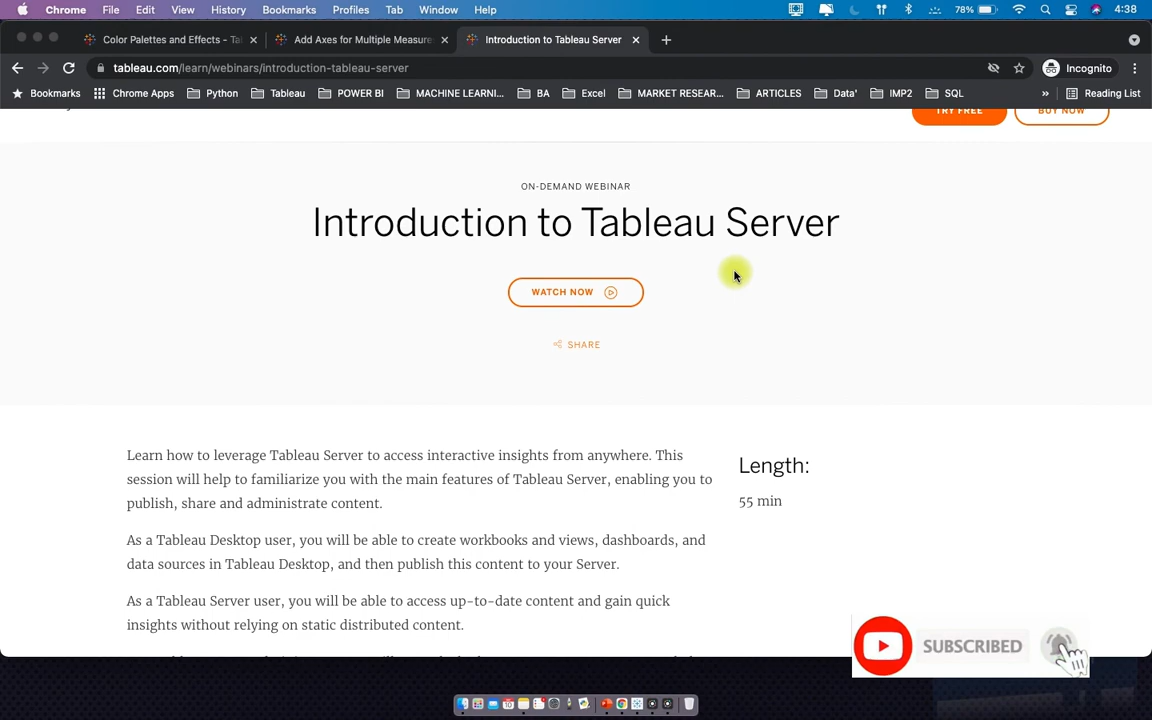 Chrome File Edit View History Bookmarks Profiles Tab Window Help 78% 4:38
Color Palettes and Effects - Ta Add Axes for Multiple Measure Introduction to Tableau Server
tableau.com/learn/webinars/introduction-tableau-server Incognito
Bookmarks Chrome Apps Python Tableau POWER BI MACHINE LEARNI... BA Excel MARKET RESEAR... ARTICLES Data' IMP2 SQL » Reading List
TRY FREE BUY NOW
ON-DEMAND WEBINAR
Introduction to Tableau Server
WATCH NOW
SHARE
Learn how to leverage Tableau Server to access interactive insights from anywhere. This
session will help to familiarize you with the main features of Tableau Server, enabling you to
publish, share and administrate content.
Length:
55 min
As a Tableau Desktop user, you will be able to create workbooks and views, dashboards, and
data sources in Tableau Desktop, and then publish this content to your Server.
As a Tableau Server user, you will be able to access up-to-date content and gain quick
insights without relying on static distributed content.
SUBSCRIBED